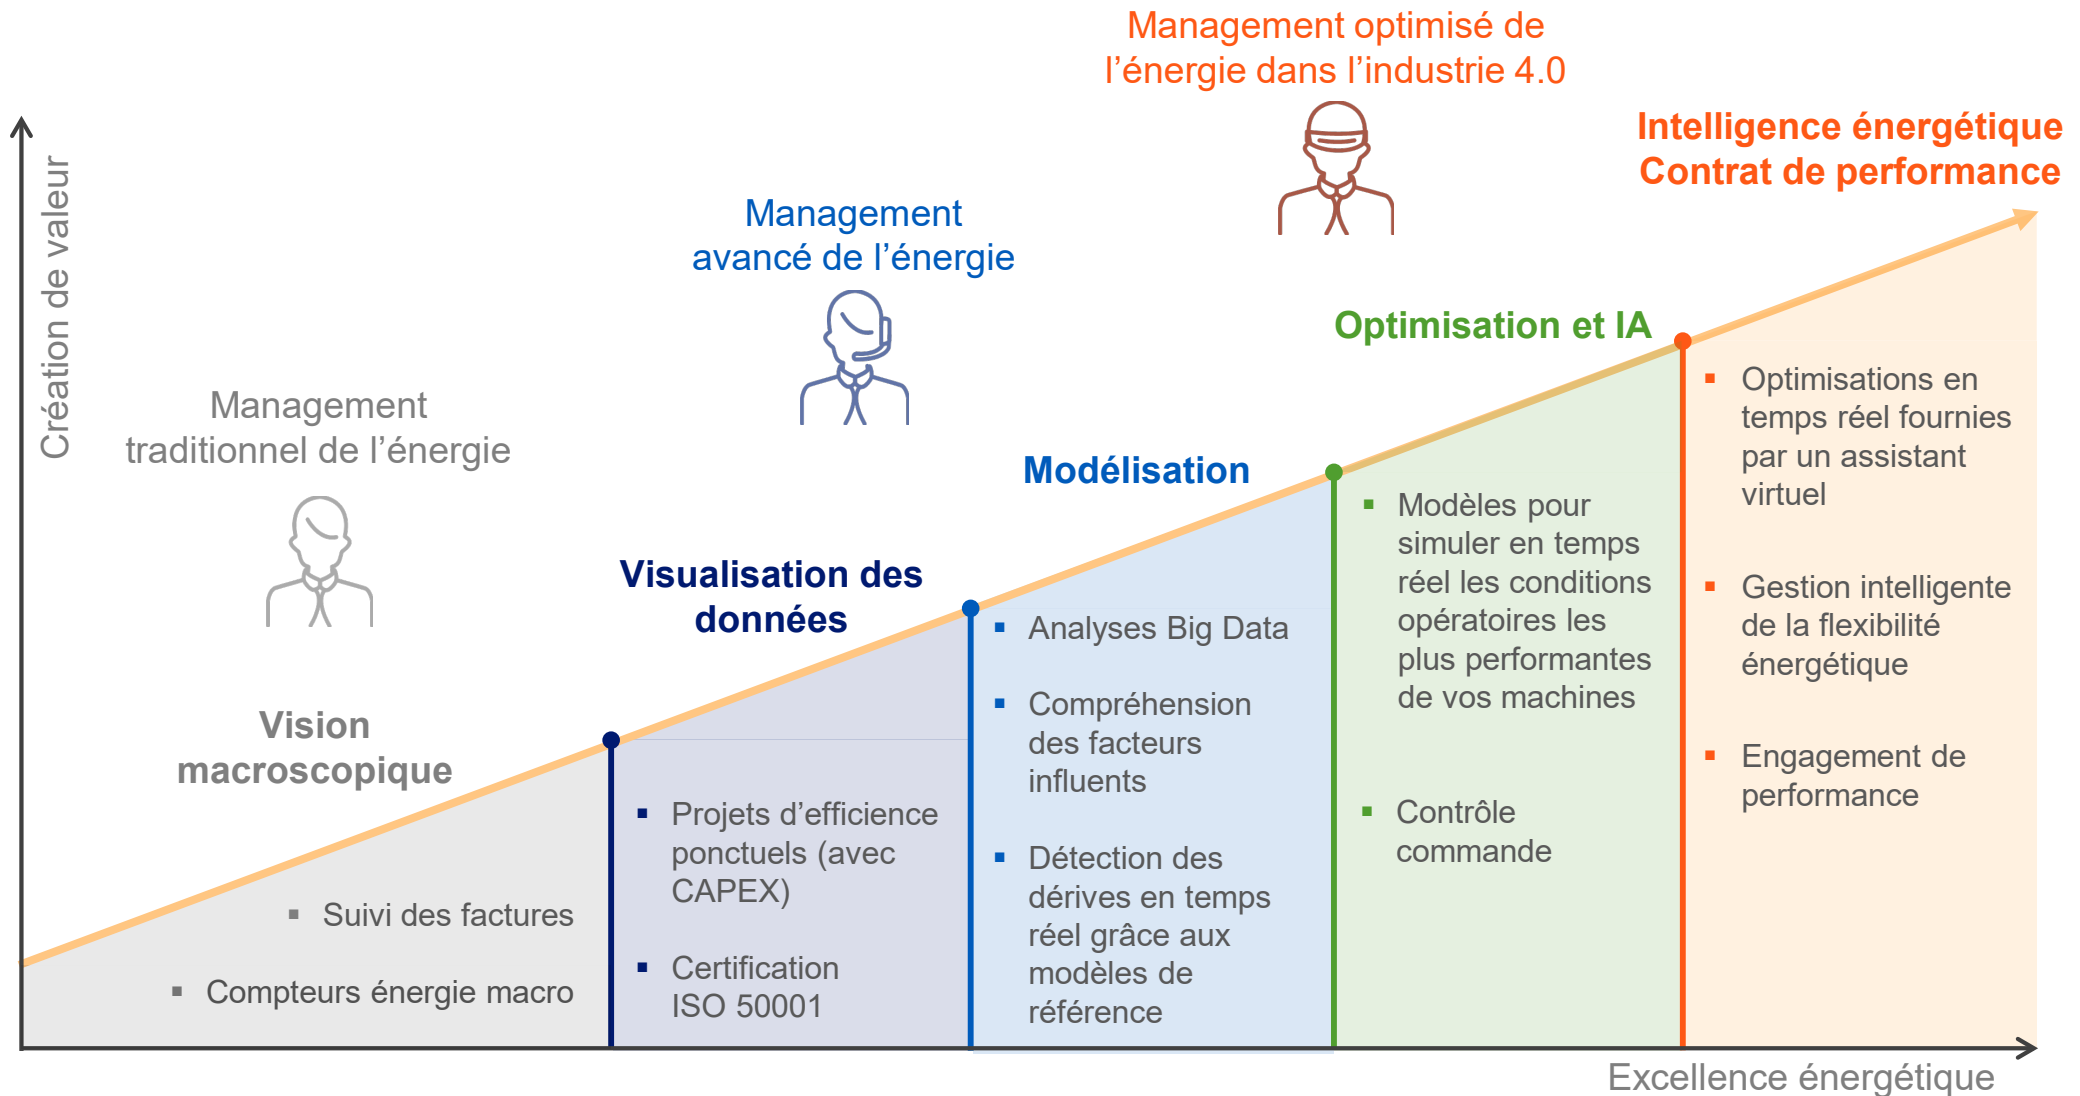 Management optimisé de
l’énergie dans l’industrie 4.0
Intelligence énergétique
Contrat de performance
Création de valeur
Management
avancé de l’énergie
Optimisation et IA
Management
traditionnel de l’énergie
Modélisation
Visualisation des
données
Vision
macroscopique
▪ Suivi des factures
▪ Compteurs énergie macro
▪ Projets d’efficience
ponctuels (avec
CAPEX)
▪ Certification
ISO 50001
▪ Analyses Big Data
▪ Compréhension
des facteurs
influents
▪ Détection des
dérives en temps
réel grâce aux
modèles de
référence
▪ Modèles pour
simuler en temps
réel les conditions
opératoires les
plus performantes
de vos machines
▪ Contrôle
commande
▪ Optimisations en
temps réel fournies
par un assistant
virtuel
▪ Gestion intelligente
de la flexibilité
énergétique
▪ Engagement de
performance
Excellence énergétique